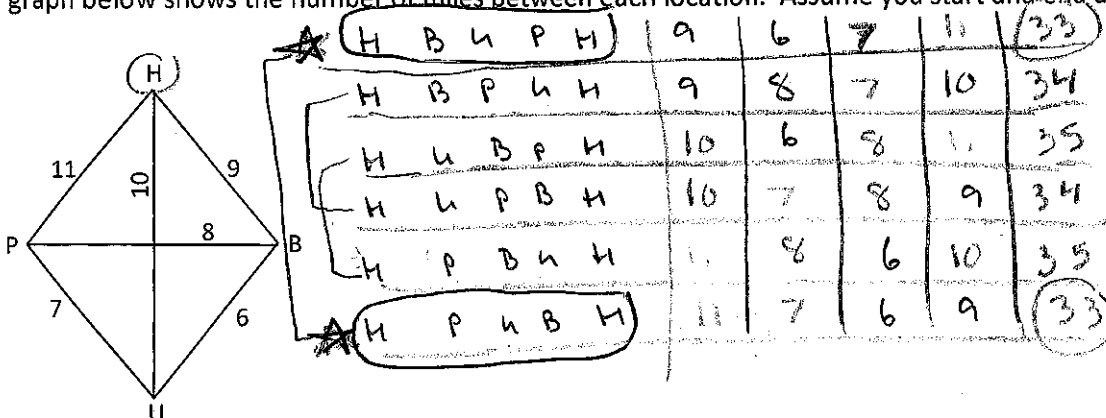 graph below shows the number of miles between each location. Assume you start and end a
H B U P H 9 6 7 11 33
H B P U H 9 8 7 10 34
H U B P H 10 6 8 11 35
H U P B H 10 7 8 9 34
H P B U H 11 8 6 10 35
H P U B H 11 7 6 9 33
H
11
10
9
P
8
B
7
6
U